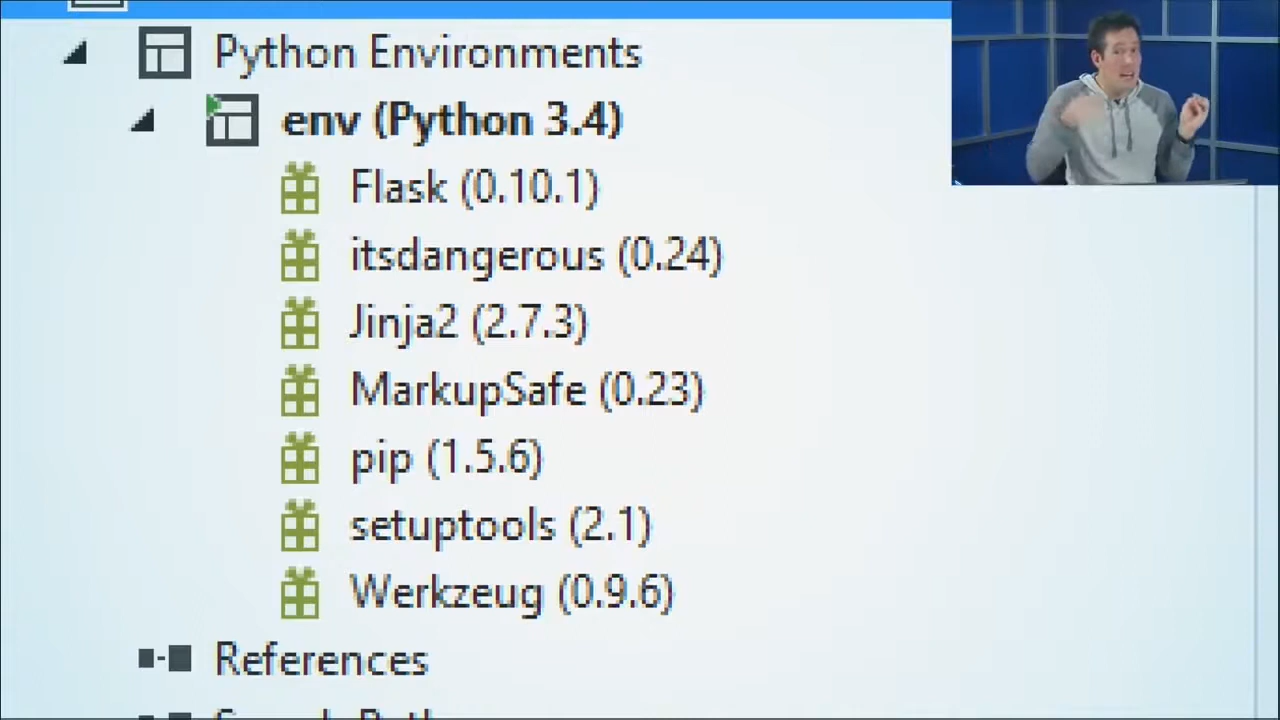 Python Environments
env (Python 3.4)
Flask (0.10.1)
itsdangerous (0.24)
Jinja2 (2.7.3)
MarkupSafe (0.23)
pip (1.5.6)
setuptools (2.1)
Werkzeug (0.9.6)
References